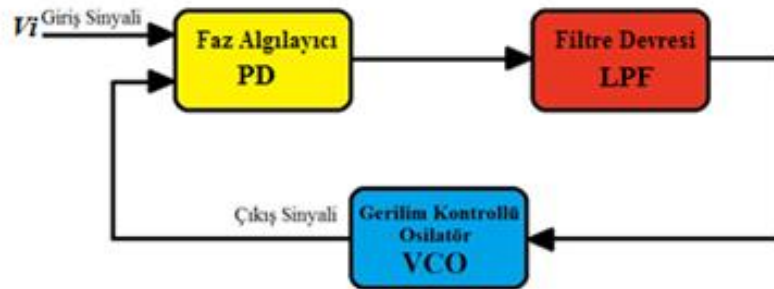 Vi Giriş Sinyali
Faz Algılayıcı
PD
Filtre Devresi
LPF
Çıkış Sinyali
Gerilim Kontrollü
Osilatör
VCO